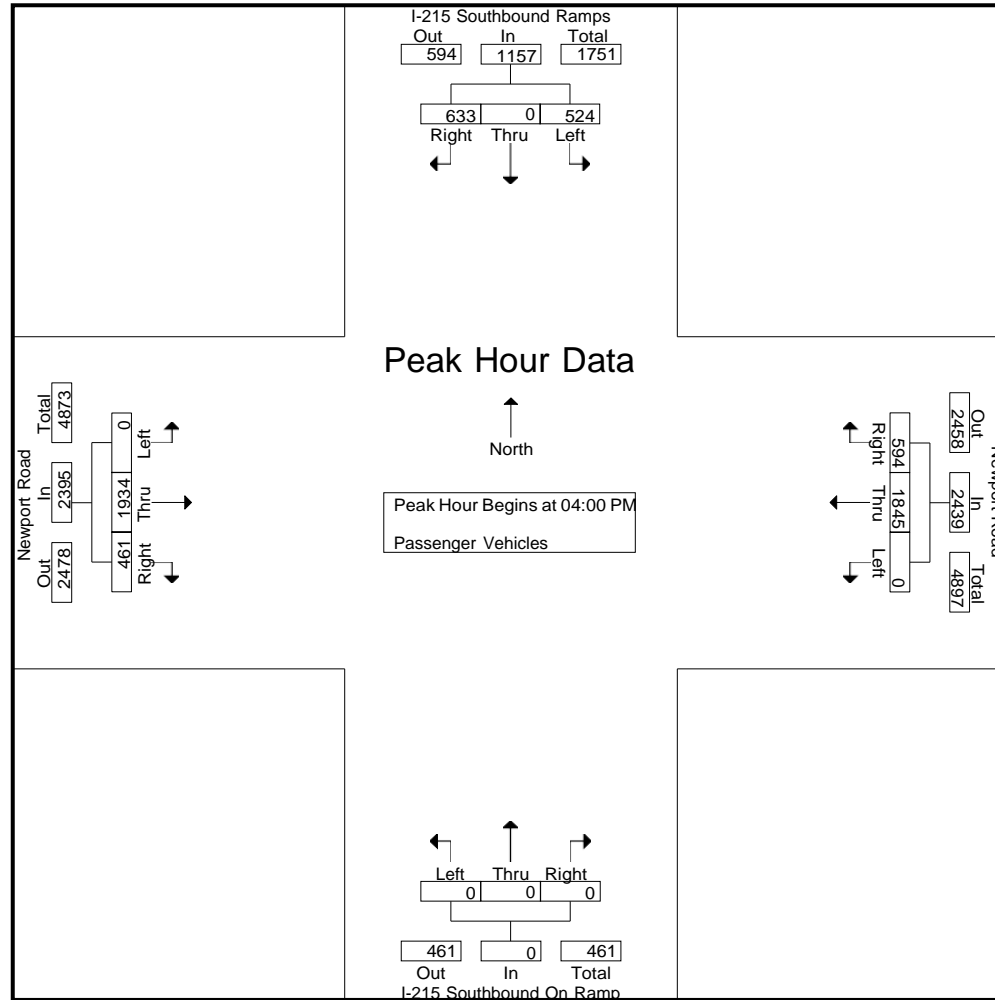 I-215 Southbound Ramps
Out In Total
594 1157 1751
633 0 524
Right Thru Left
Peak Hour Data
North
Peak Hour Begins at 04:00 PM
Passenger Vehicles
Newport Road
Out In Total
2478 2395 4873
461 1934 0
Right Thru Left
Newport Road
Out In Total
2458 2439 4897
594 1845 0
Right Thru Left
Left Thru Right
0 0 0
461 0 461
Out In Total
I-215 Southbound On Ramp